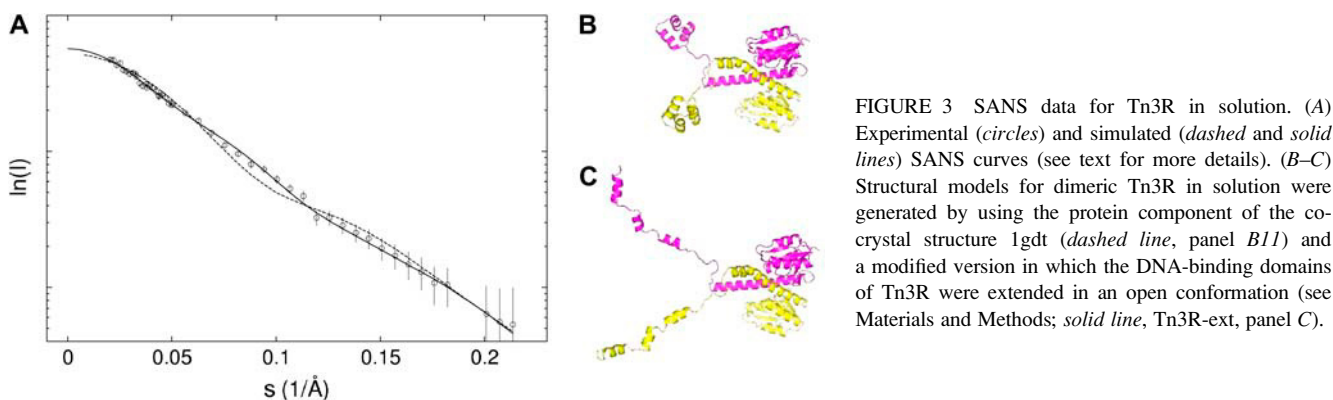 A
ln(I)
0
0.05
0.1
0.15
0.2
s (1/Å)
B
C
FIGURE 3 SANS data for Tn3R in solution. (A)
Experimental (circles) and simulated (dashed and solid
lines) SANS curves (see text for more details). (B–C)
Structural models for dimeric Tn3R in solution were
generated by using the protein component of the co-
crystal structure 1gdt (dashed line, panel B11) and
a modified version in which the DNA-binding domains
of Tn3R were extended in an open conformation (see
Materials and Methods; solid line, Tn3R-ext, panel C).